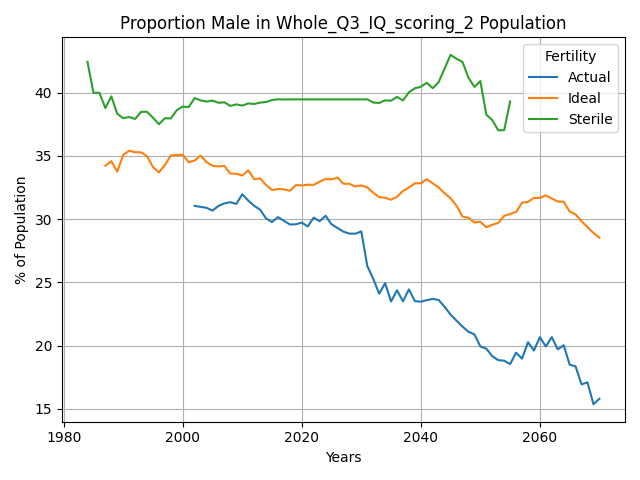 Proportion Male in Whole_Q3_IQ_scoring_2 Population
Fertility
Actual
Ideal
Sterile
% of Population
40
35
30
25
20
15
1980 2000 2020 2040 2060
Years